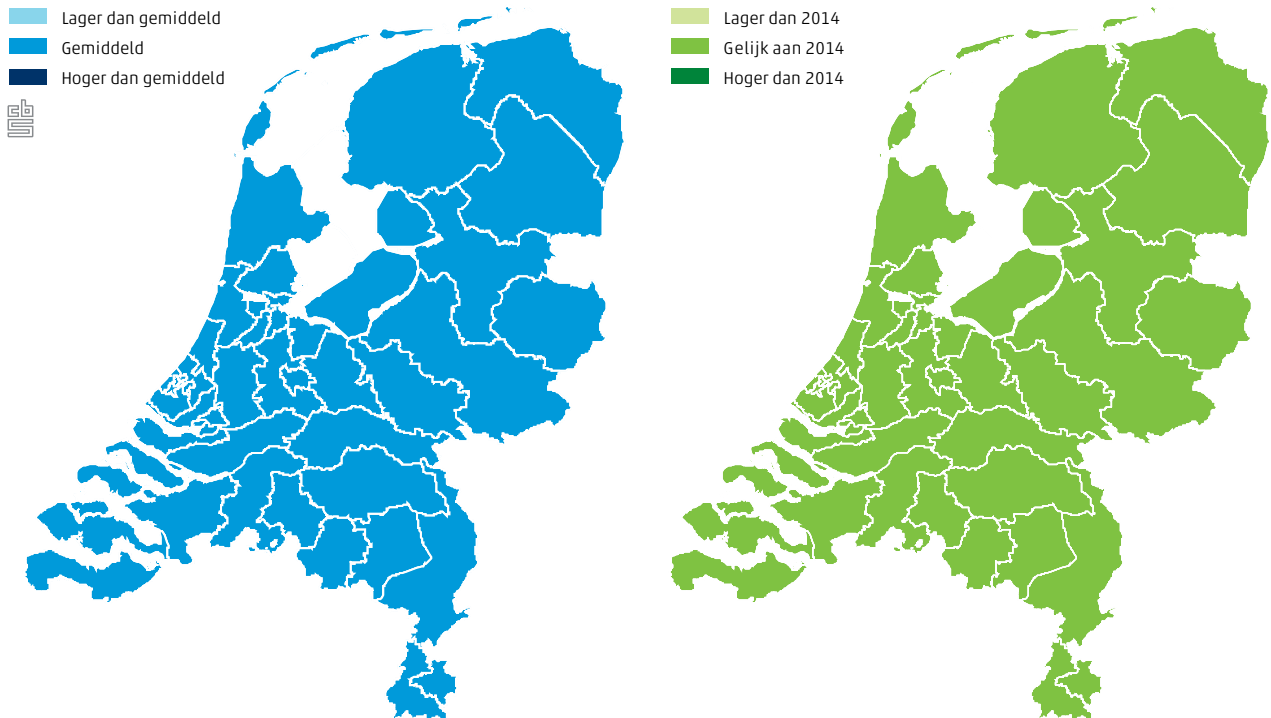 Lager dan gemiddeld
Gemiddeld
Hoger dan gemiddeld
Lager dan 2014
Gelijk aan 2014
Hoger dan 2014